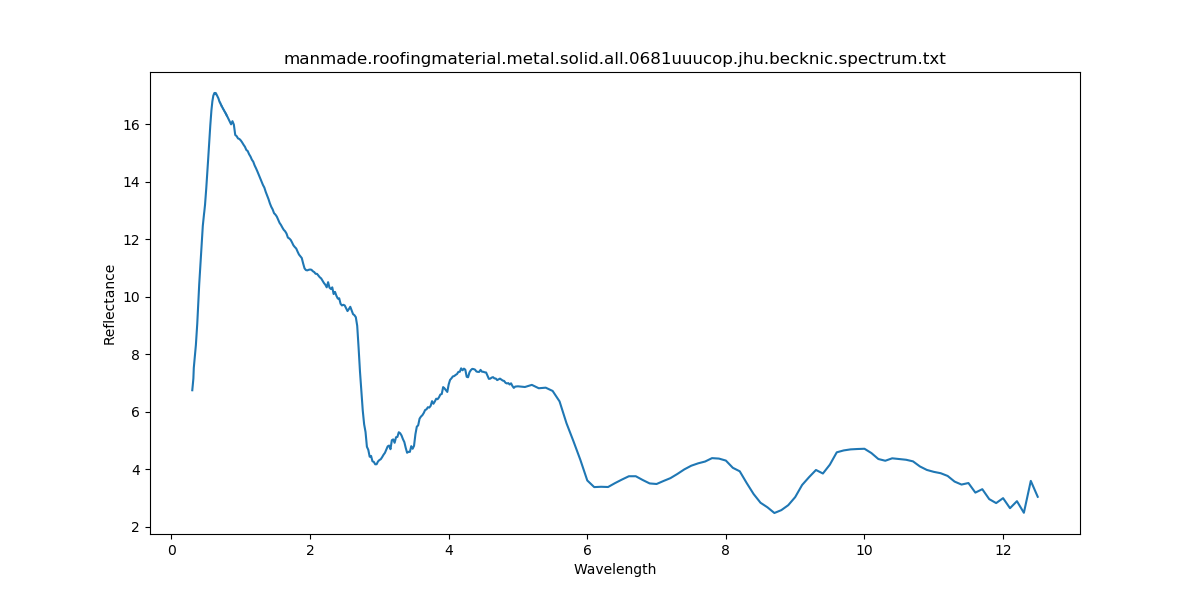 manmade.roofingmaterial.metal.solid.all.0681uuucop.jhu.becknic.spectrum.txt
Reflectance
16
14
12
10
8
6
4
2
0 2 4 6 8 10 12
Wavelength